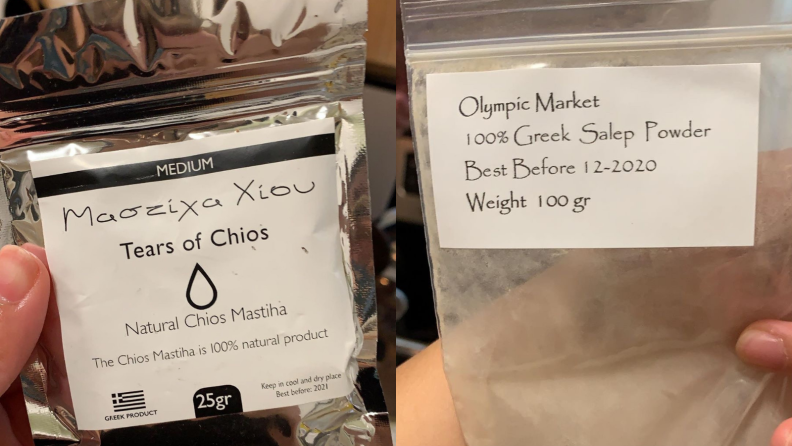 MEDIUM
Μαστιχα Χιου
Tears of Chios
Natural Chios Mastiha
The Chios Mastiha is 100% natural product
GREEK PRODUCT
25gr
Keep in cool and dry place
Best before: 2021
Olympic Market
100% Greek Salep Powder
Best Before 12-2020
Weight 100 gr